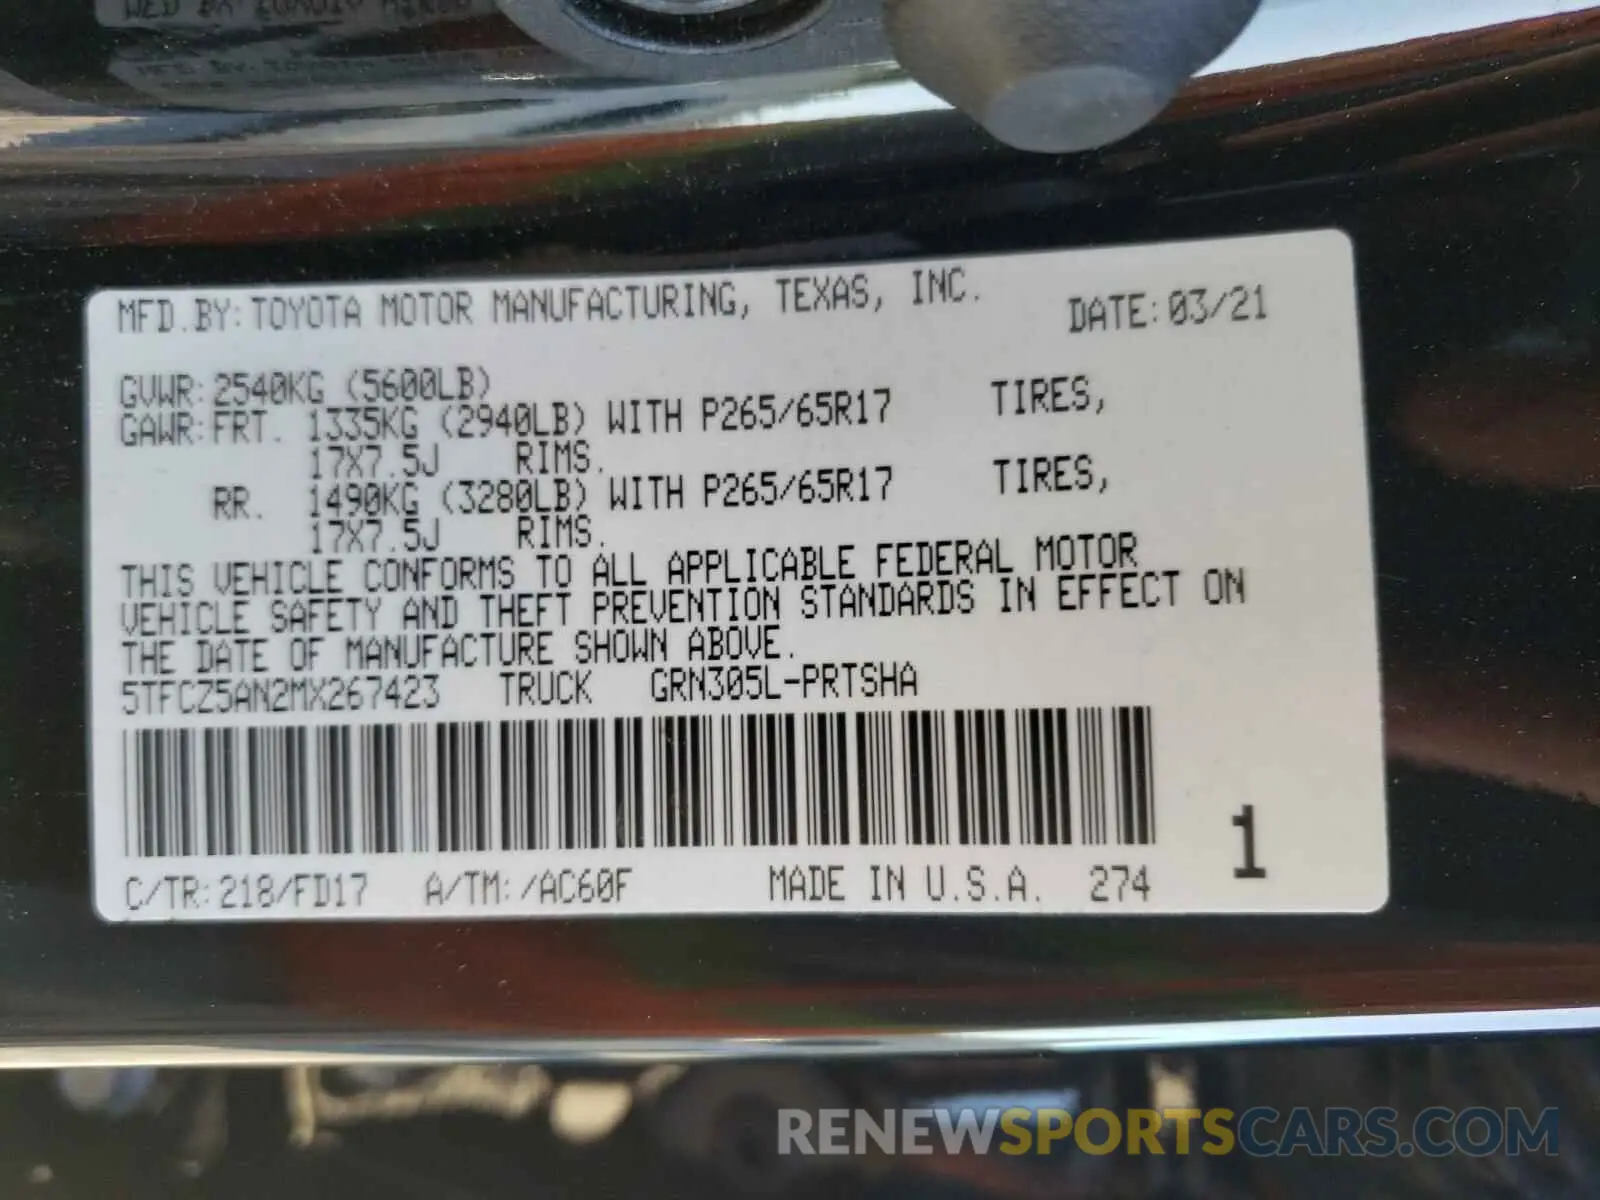 MFD.BY:TOYOTA MOTOR MANUFACTURING, TEXAS, INC. DATE:03/21
GVWR:2540KG (5600LB)
GAWR:FRT. 1335KG (2940LB) WITH P265/65R17 TIRES,
17X7.5J RIMS.
RR. 1490KG (3280LB) WITH P265/65R17 TIRES,
17X7.5J RIMS.
THIS VEHICLE CONFORMS TO ALL APPLICABLE FEDERAL MOTOR
VEHICLE SAFETY AND THEFT PREVENTION STANDARDS IN EFFECT ON
THE DATE OF MANUFACTURE SHOWN ABOVE.
5TFCZ5AN2MX267423 TRUCK GRN305L-PRTSHA
1
C/TR:218/FD17 A/TM:/AC60F MADE IN U.S.A. 274
RENEWSPORTSCARS.COM